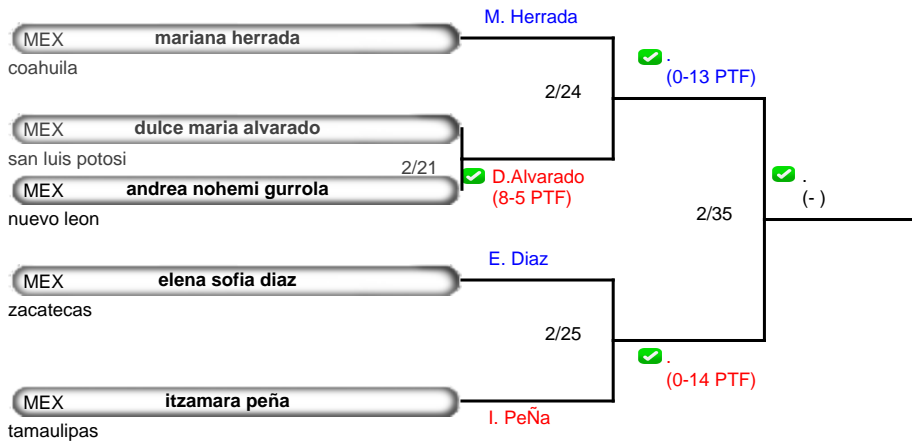 M. Herrada
MEX mariana herrada
coahuila
.
(0-13 PTF)
2/24
MEX dulce maria alvarado
san luis potosi
2/21
D.Alvarado
(8-5 PTF)
MEX andrea nohemi gurrola
nuevo leon
.
(- )
2/35
E. Diaz
MEX elena sofia diaz
zacatecas
2/25
.
(0-14 PTF)
MEX itzamara peña
I. PeÑa
tamaulipas